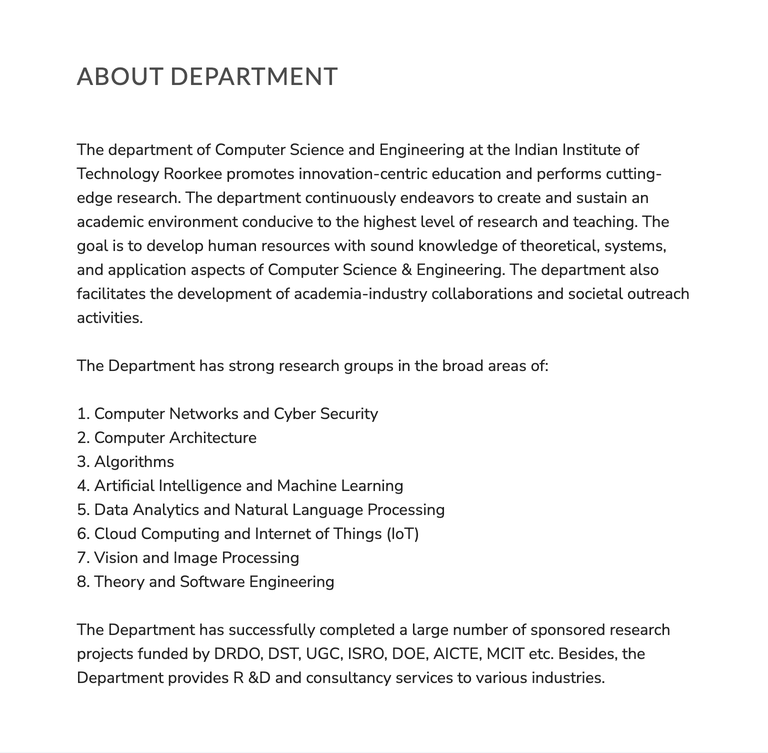 ABOUT DEPARTMENT
The department of Computer Science and Engineering at the Indian Institute of
Technology Roorkee promotes innovation-centric education and performs cutting-
edge research. The department continuously endeavors to create and sustain an
academic environment conducive to the highest level of research and teaching. The
goal is to develop human resources with sound knowledge of theoretical, systems,
and application aspects of Computer Science & Engineering. The department also
facilitates the development of academia-industry collaborations and societal outreach
activities.
The Department has strong research groups in the broad areas of:
1. Computer Networks and Cyber Security
2. Computer Architecture
3. Algorithms
4. Artificial Intelligence and Machine Learning
5. Data Analytics and Natural Language Processing
6. Cloud Computing and Internet of Things (IoT)
7. Vision and Image Processing
8. Theory and Software Engineering
The Department has successfully completed a large number of sponsored research
projects funded by DRDO, DST, UGC, ISRO, DOE, AICTE, MCIT etc. Besides, the
Department provides R &D and consultancy services to various industries.